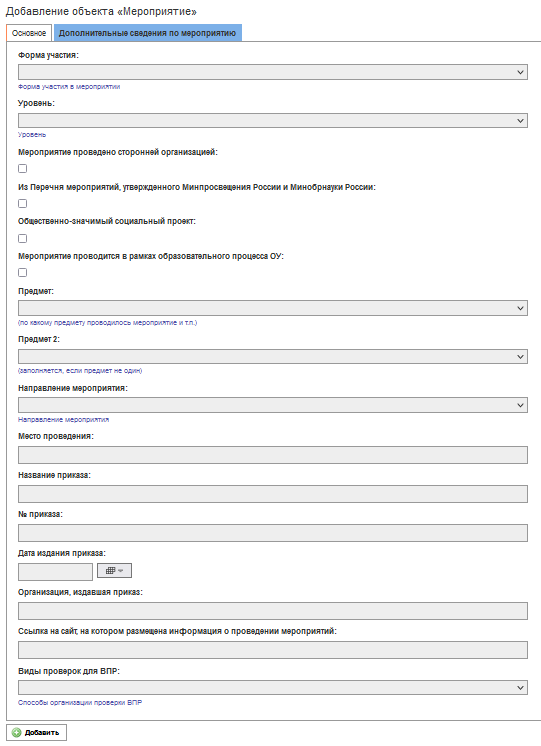 Добавление объекта «Мероприятие»
Основное Дополнительные сведения по мероприятию
Форма участия:
Форма участия в мероприятии
Уровень:
Уровень
Мероприятие проведено сторонней организацией:
Из Перечня мероприятий, утвержденного Минпросвещения России и Минобрнауки России:
Общественно-значимый социальный проект:
Мероприятие проводится в рамках образовательного процесса ОУ:
Предмет:
(по какому предмету проводилось мероприятие и т.п.)
Предмет 2:
(заполняется, если предмет не один)
Направление мероприятия:
Направление мероприятия
Место проведения:
Название приказа:
№ приказа:
Дата издания приказа:
Организация, издавшая приказ:
Ссылка на сайт, на котором размещена информация о проведении мероприятий:
Виды проверок для ВПР:
Способы организации проверки ВПР
Добавить